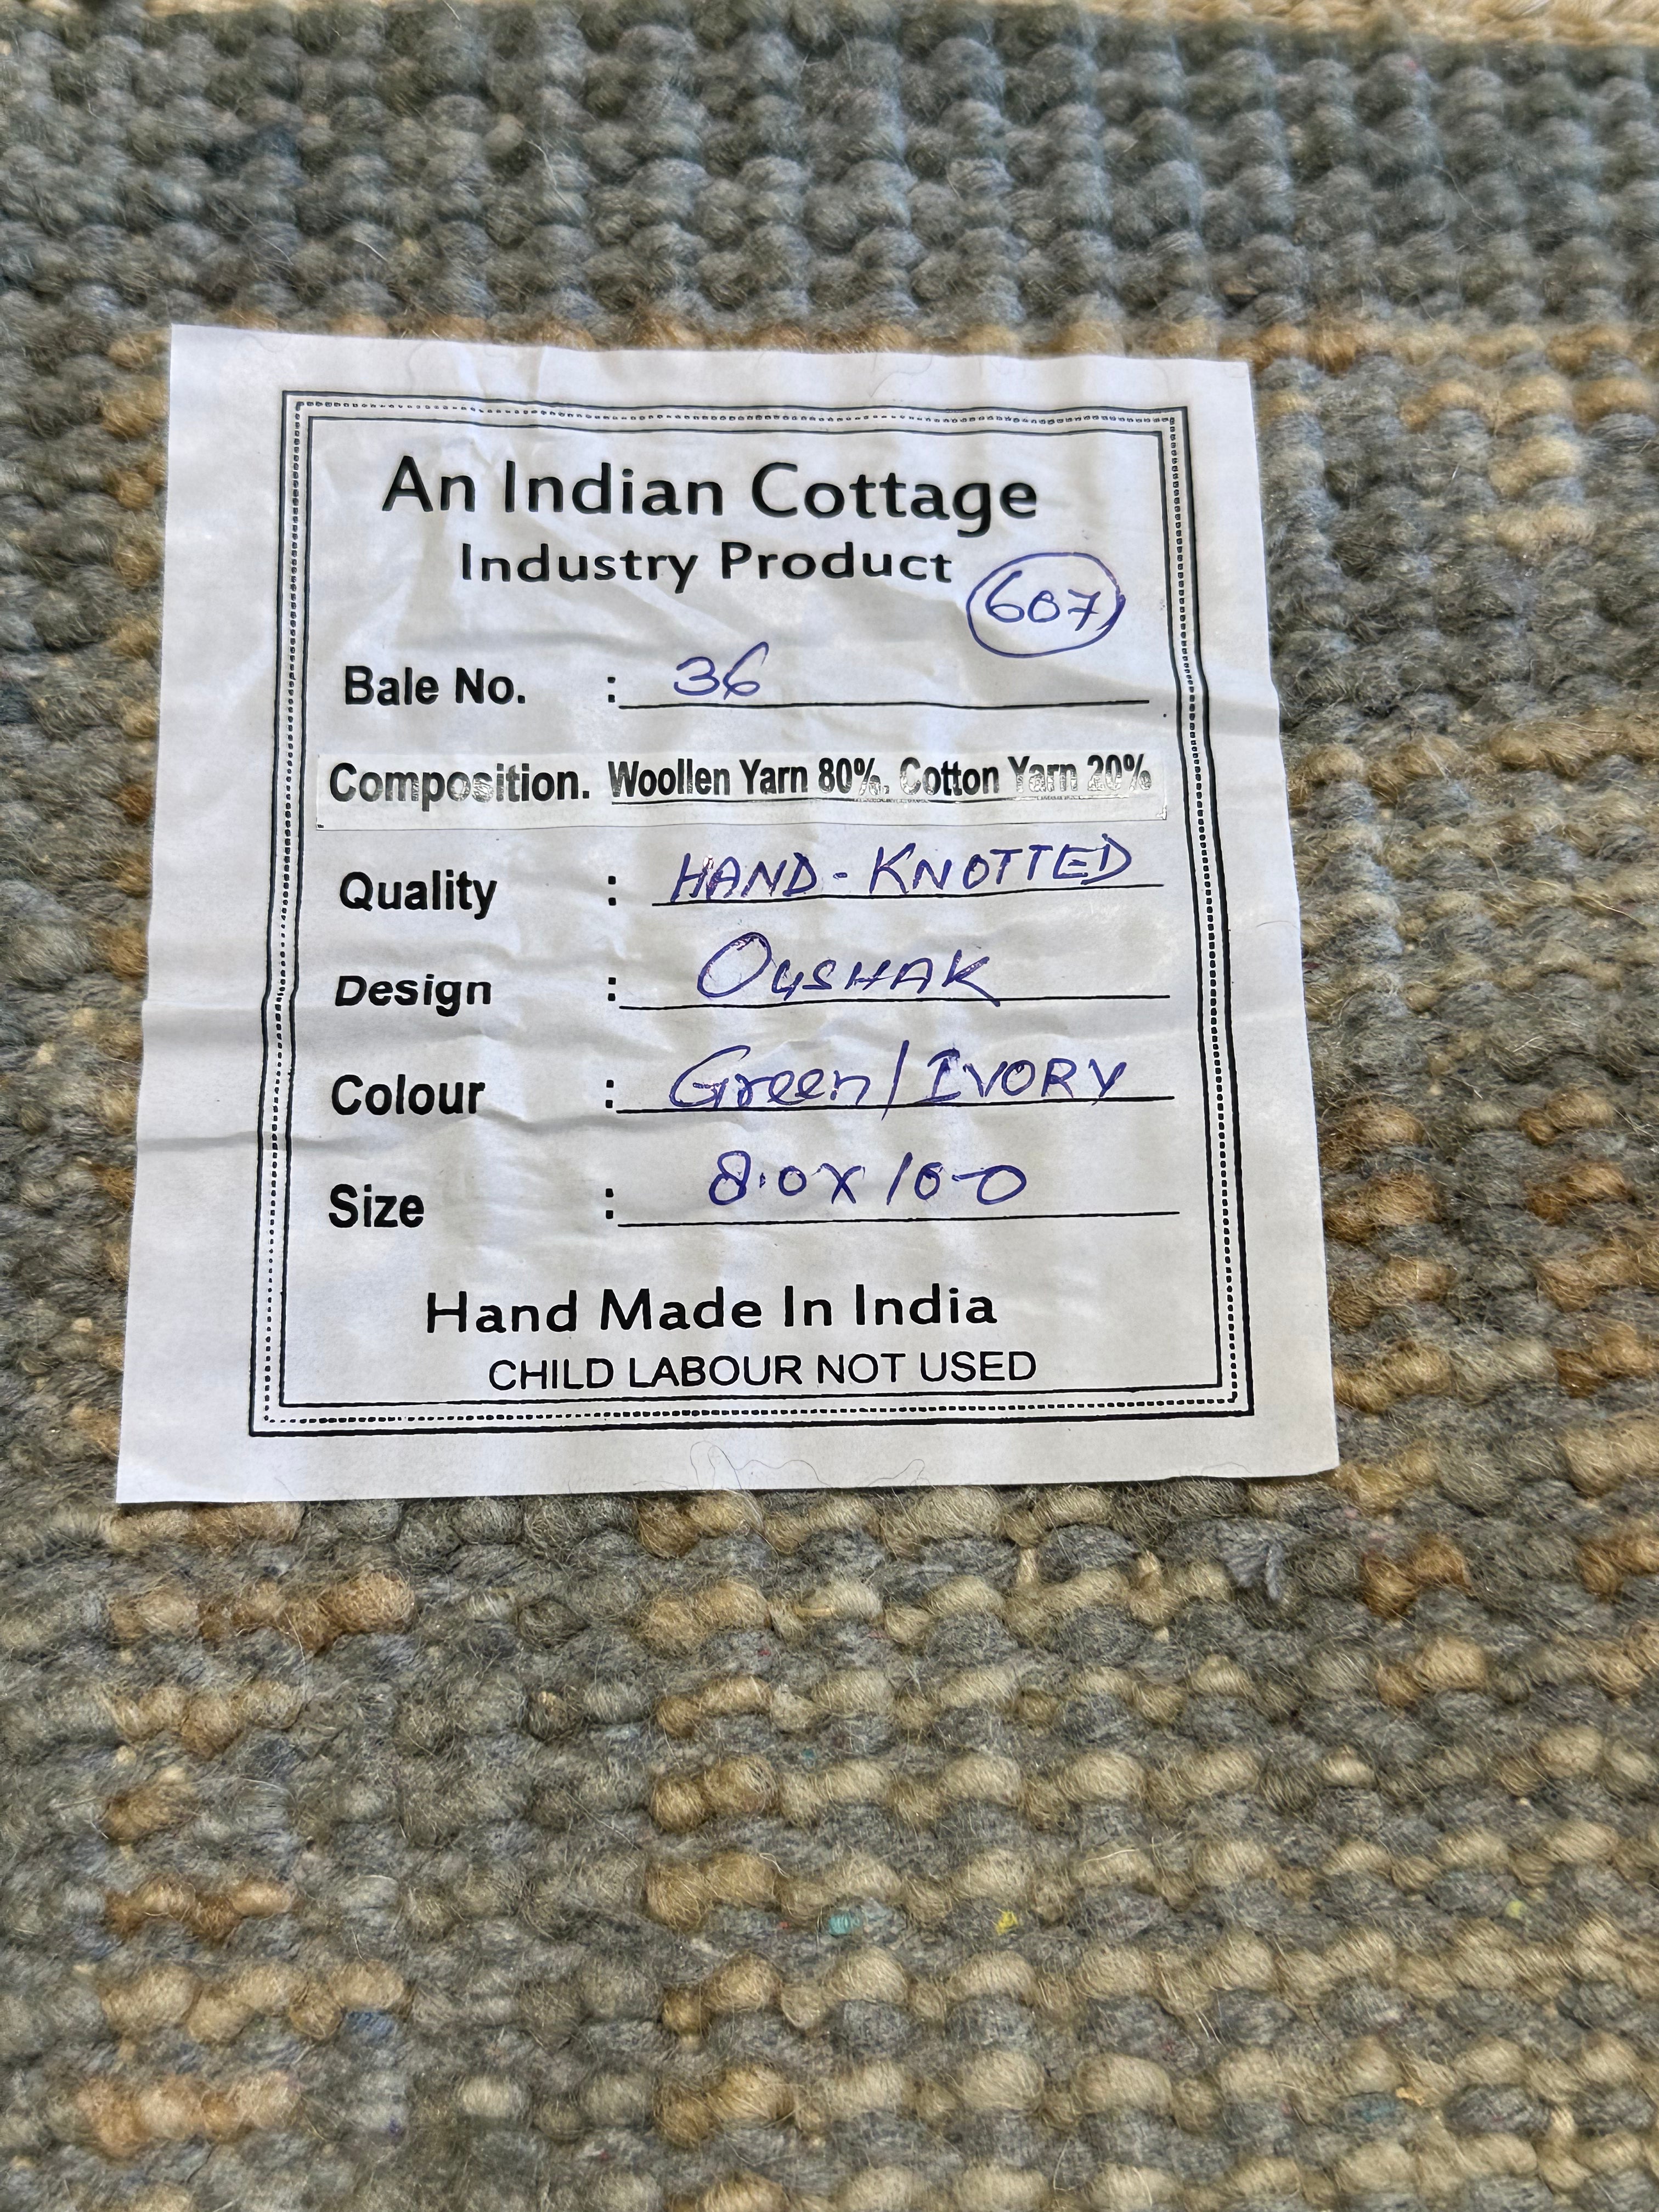 An Indian Cottage
Industry Product
607
Bale No. : 36
Composition. Woollen Yarn 80%. Cotton Yarn 20%
Quality : HAND-KNOTTED
Design : OUSHAK
Colour : Green/IVORY
Size : 8.0X10-0
Hand Made In India
CHILD LABOUR NOT USED